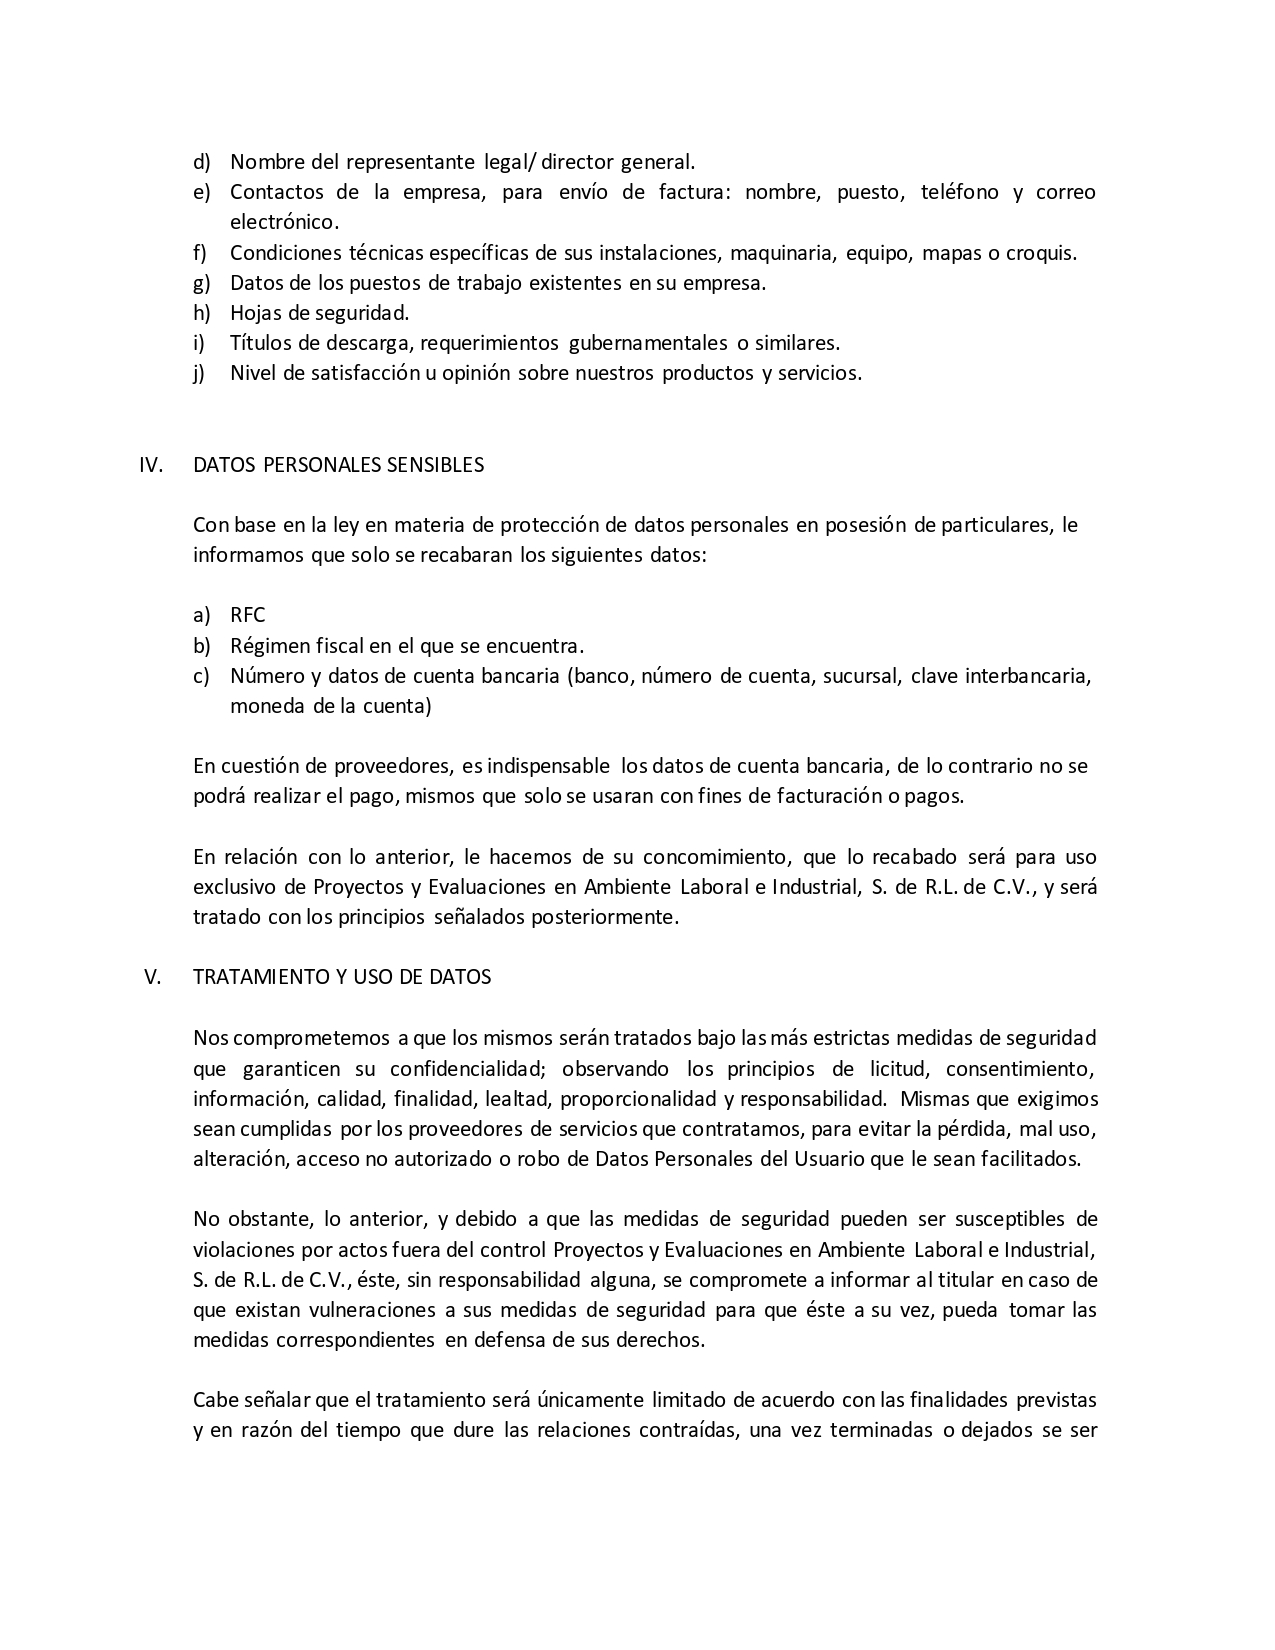 d) Nombre del representante legal/ director general.
e) Contactos de la empresa, para envío de factura: nombre, puesto, teléfono y correo
electrónico.
f) Condiciones técnicas específicas de sus instalaciones, maquinaria, equipo, mapas o croquis.
g) Datos de los puestos de trabajo existentes en su empresa.
h) Hojas de seguridad.
i) Títulos de descarga, requerimientos gubernamentales o similares.
j) Nivel de satisfacción u opinión sobre nuestros productos y servicios.
IV. DATOS PERSONALES SENSIBLES
Con base en la ley en materia de protección de datos personales en posesión de particulares, le
informamos que solo se recabaran los siguientes datos:
a) RFC
b) Régimen fiscal en el que se encuentra.
c) Número y datos de cuenta bancaria (banco, número de cuenta, sucursal, clave interbancaria,
moneda de la cuenta)
En cuestión de proveedores, es indispensable los datos de cuenta bancaria, de lo contrario no se
podrá realizar el pago, mismos que solo se usaran con fines de facturación o pagos.
En relación con lo anterior, le hacemos de su concomimiento, que lo recabado será para uso
exclusivo de Proyectos y Evaluaciones en Ambiente Laboral e Industrial, S. de R.L. de C.V., y será
tratado con los principios señalados posteriormente.
V. TRATAMIENTO Y USO DE DATOS
Nos comprometemos a que los mismos serán tratados bajo las más estrictas medidas de seguridad
que garanticen su confidencialidad; observando los principios de licitud, consentimiento,
información, calidad, finalidad, lealtad, proporcionalidad y responsabilidad. Mismas que exigimos
sean cumplidas por los proveedores de servicios que contratamos, para evitar la pérdida, mal uso,
alteración, acceso no autorizado o robo de Datos Personales del Usuario que le sean facilitados.
No obstante, lo anterior, y debido a que las medidas de seguridad pueden ser susceptibles de
violaciones por actos fuera del control Proyectos y Evaluaciones en Ambiente Laboral e Industrial,
S. de R.L. de C.V., éste, sin responsabilidad alguna, se compromete a informar al titular en caso de
que existan vulneraciones a sus medidas de seguridad para que éste a su vez, pueda tomar las
medidas correspondientes en defensa de sus derechos.
Cabe señalar que el tratamiento será únicamente limitado de acuerdo con las finalidades previstas
y en razón del tiempo que dure las relaciones contraídas, una vez terminadas o dejados se ser